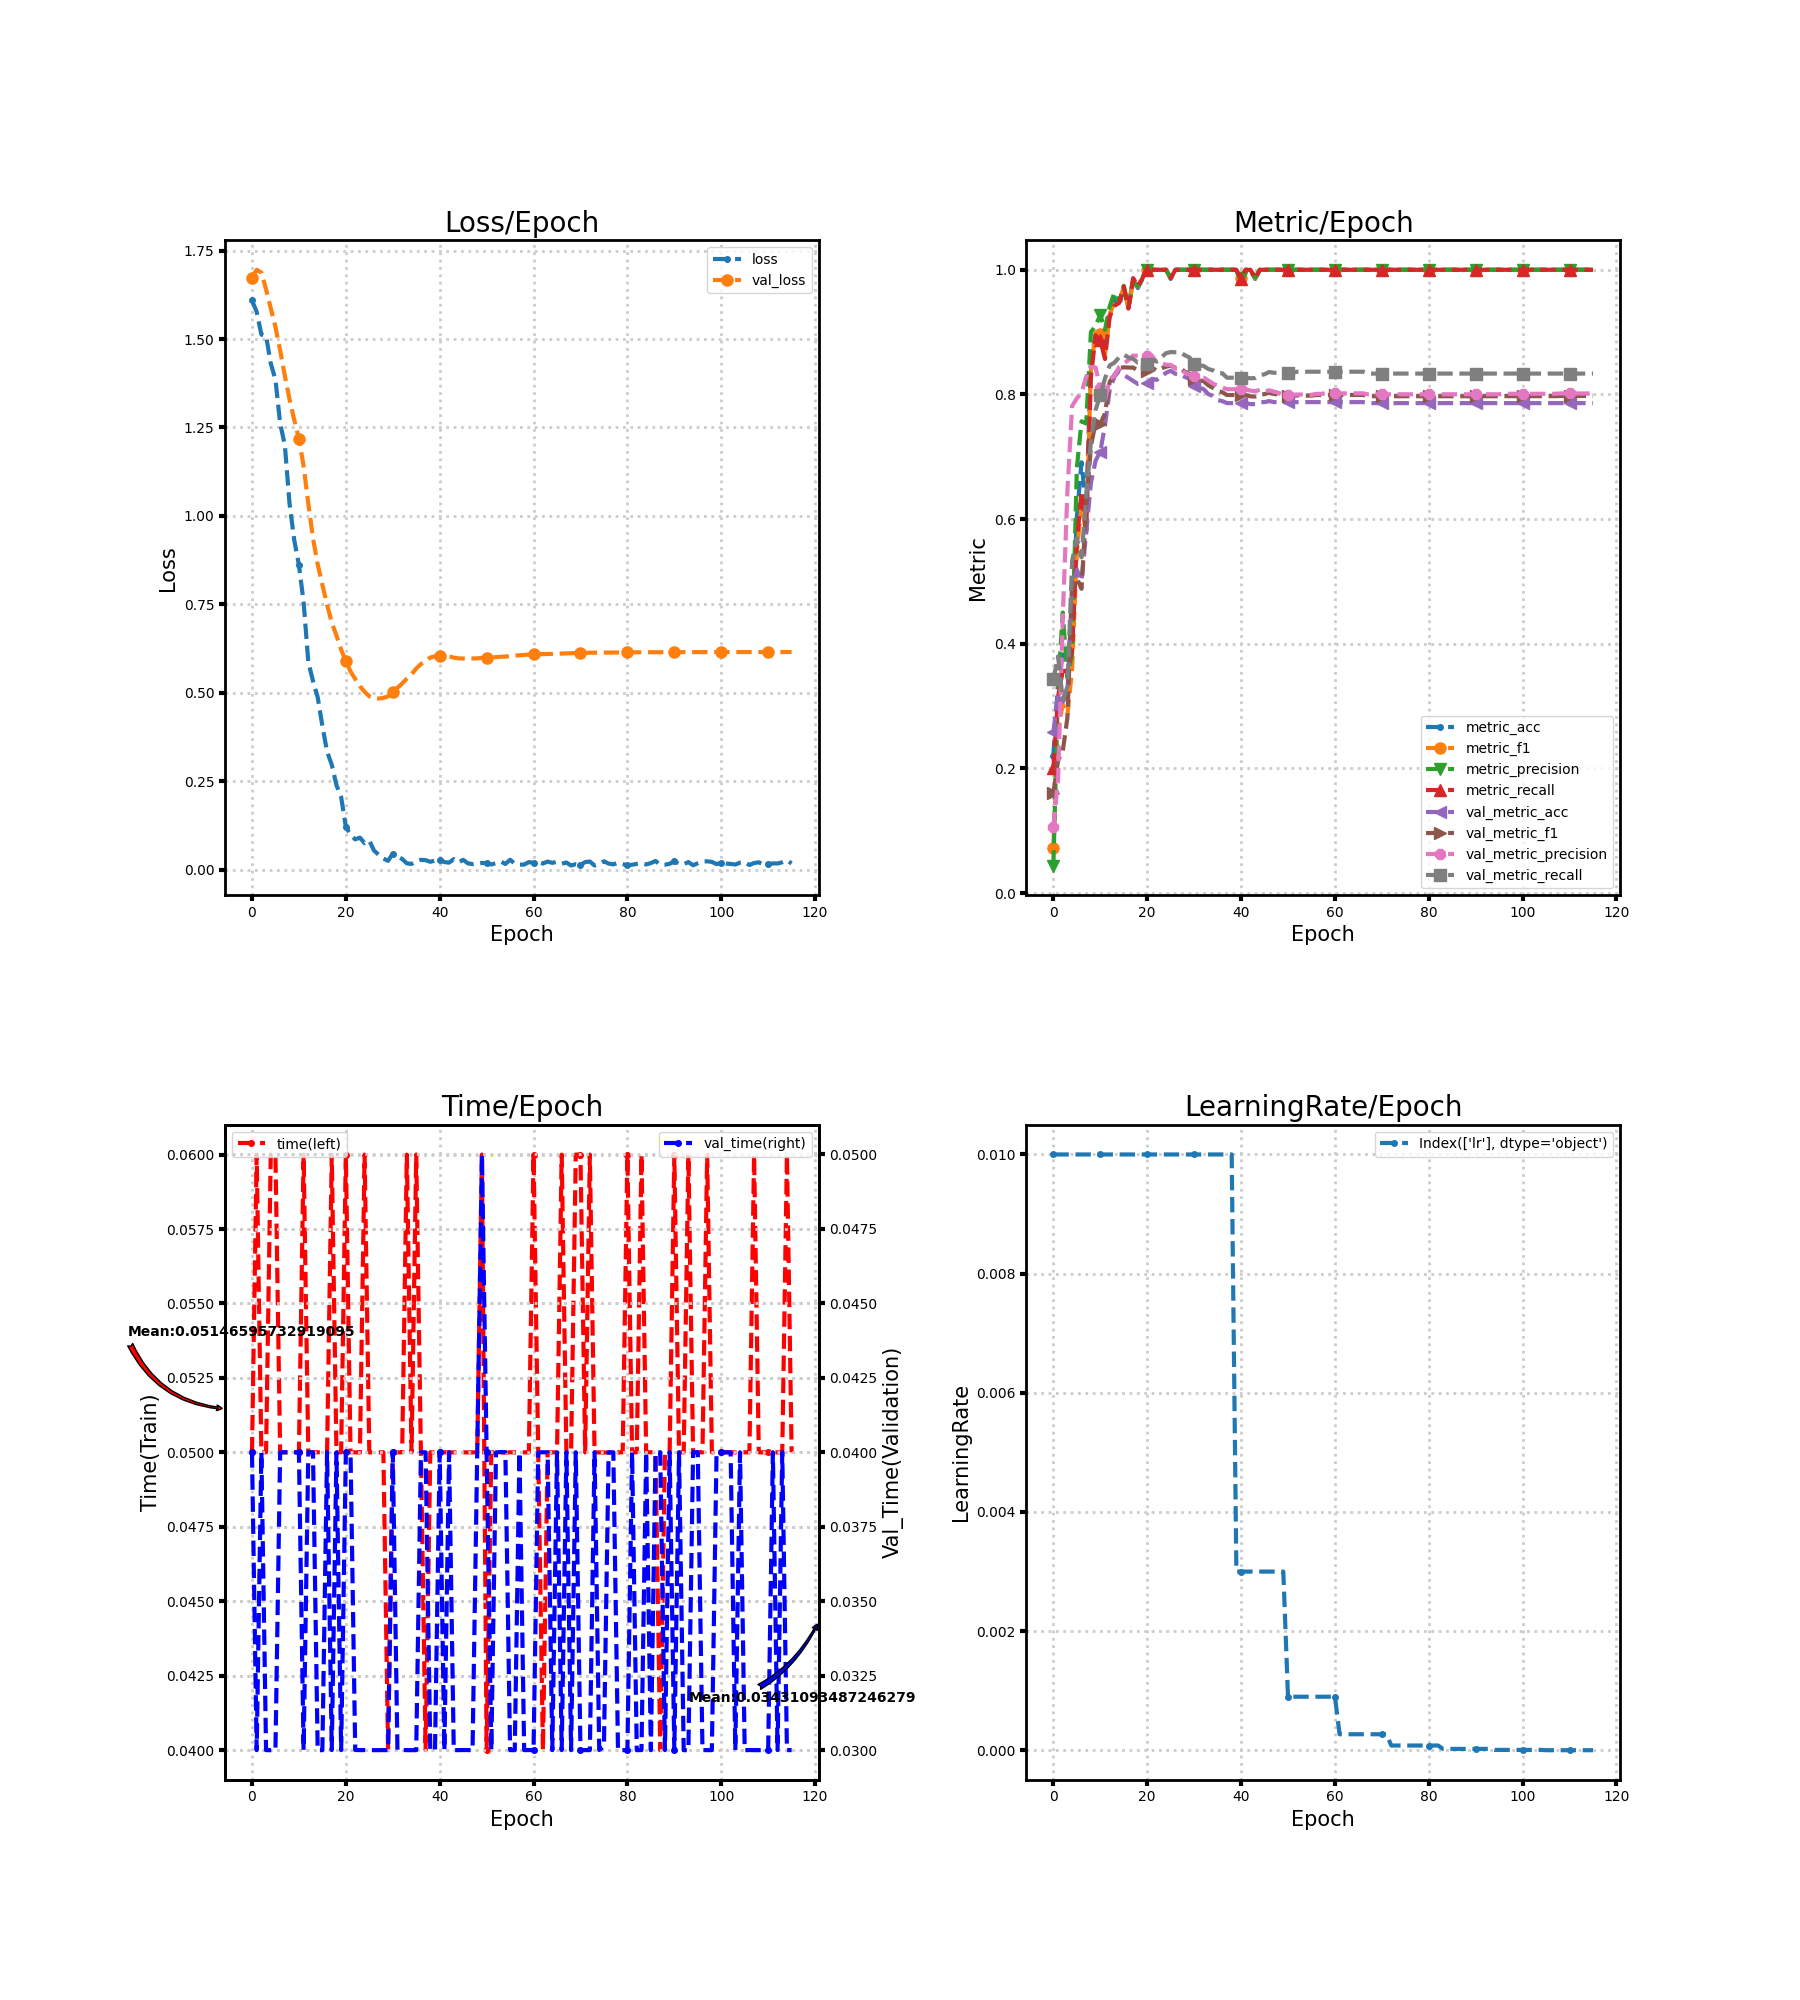 Loss/Epoch
1.75
1.50
1.25
1.00
0.75
0.50
0.25
0.00
Loss
0
20
40
60
80
100
120
Epoch
loss
val_loss
Metric/Epoch
1.0
0.8
0.6
0.4
0.2
0.0
Metric
0
20
40
60
80
100
120
Epoch
metric_acc
metric_f1
metric_precision
metric_recall
val_metric_acc
val_metric_f1
val_metric_precision
val_metric_recall
Time/Epoch
time(left)
val_time(right)
0.0600
0.0575
0.0550
0.0525
0.0500
0.0475
0.0450
0.0425
0.0400
Time(Train)
Mean:0.05146595732919095
0.0500
0.0475
0.0450
0.0425
0.0400
0.0375
0.0350
0.0325
0.0300
Val_Time(Validation)
Mean:0.03431093487246279
0
20
40
60
80
100
120
Epoch
LearningRate/Epoch
Index(['lr'], dtype='object')
0.010
0.008
0.006
0.004
0.002
0.000
LearningRate
0
20
40
60
80
100
120
Epoch